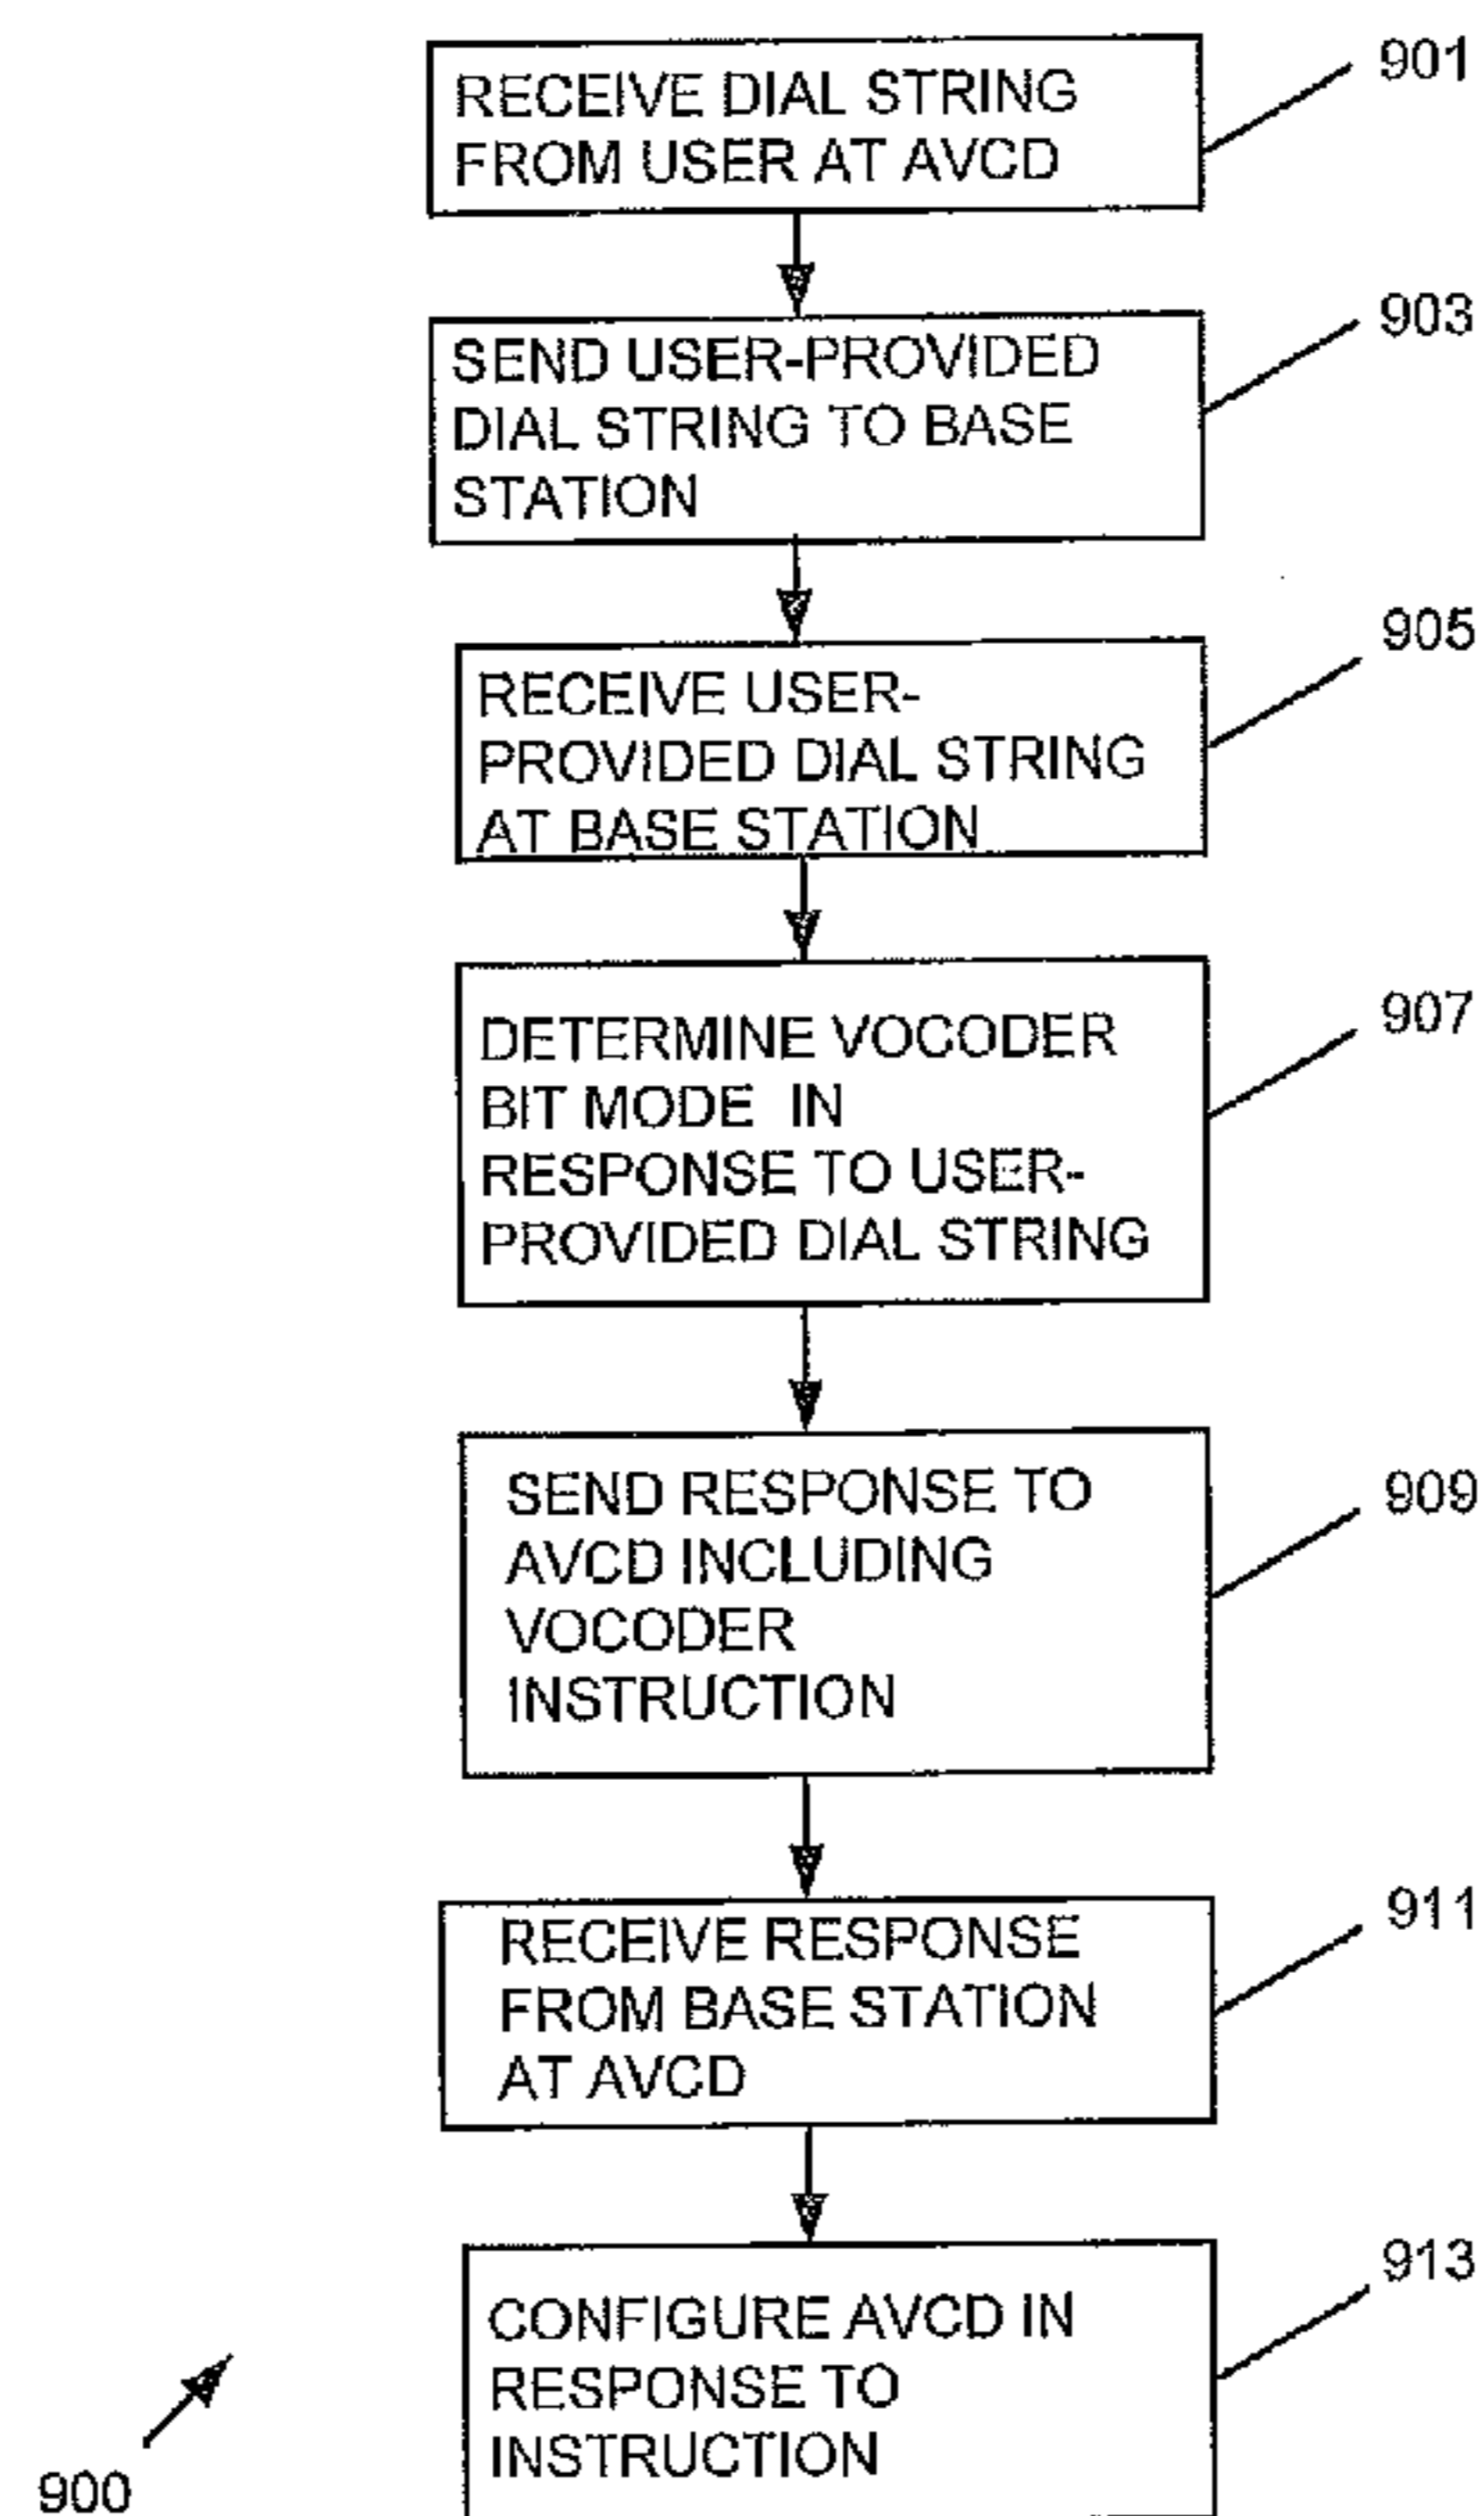 RECEIVE DIAL STRING
FROM USER AT AVCD
901
SEND USER-PROVIDED
DIAL STRING TO BASE
STATION
903
RECEIVE USER-
PROVIDED DIAL STRING
AT BASE STATION
905
DETERMINE VOCODER
BIT MODE IN
RESPONSE TO USER-
PROVIDED DIAL STRING
907
SEND RESPONSE TO
AVCD INCLUDING
VOCODER
INSTRUCTION
909
RECEIVE RESPONSE
FROM BASE STATION
AT AVCD
911
CONFIGURE AVCD IN
RESPONSE TO
INSTRUCTION
913
900